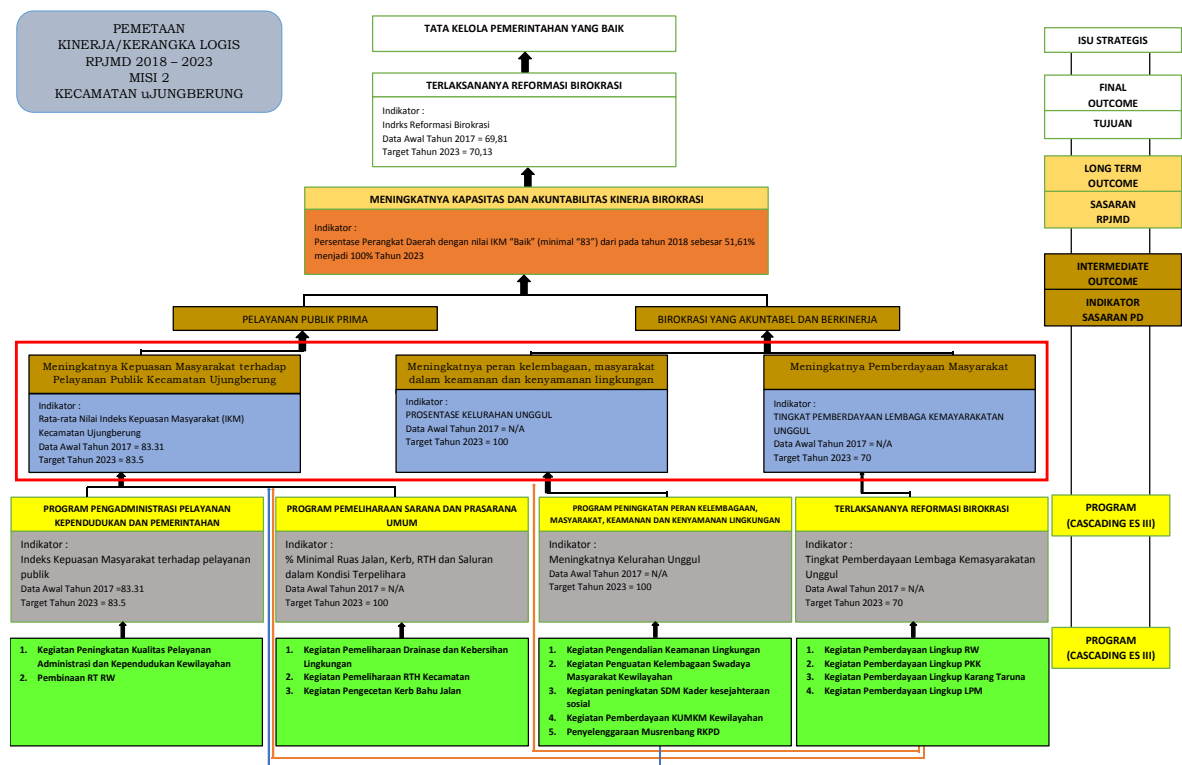 PEMETAAN
KINERJA/KERANGKA LOGIS
RPJMD 2018 – 2023
MISI 2
KECAMATAN uJUNGBERUNG
TATA KELOLA PEMERINTAHAN YANG BAIK
TERLAKSANANYA REFORMASI BIROKRASI
Indikator :
Indrks Reformasi Birokrasi
Data Awal Tahun 2017 = 69,81
Target Tahun 2023 = 70,13
MENINGKATNYA KAPASITAS DAN AKUNTABILITAS KINERJA BIROKRASI
Indikator :
Persentase Perangkat Daerah dengan nilai IKM "Baik" (minimal "83") dari pada tahun 2018 sebesar 51,61%
menjadi 100% Tahun 2023
PELAYANAN PUBLIK PRIMA
BIROKRASI YANG AKUNTABEL DAN BERKINERJA
Meningkatnya Kepuasan Masyarakat terhadap
Pelayanan Publik Kecamatan Ujungberung
Indikator :
Rata-rata Nilai Indeks Kepuasan Masyarakat (IKM)
Kecamatan Ujungberung
Data Awal Tahun 2017 = 83.31
Target Tahun 2023 = 83.5
Meningkatnya peran kelembagaan, masyarakat
dalam keamanan dan kenyamanan lingkungan
Indikator :
PROSENTASE KELURAHAN UNGGUL
Data Awal Tahun 2017 = N/A
Target Tahun 2023 = 100
Meningkatnya Pemberdayaan Masyarakat
Indikator :
TINGKAT PEMBERDAYAAN LEMBAGA KEMAYARAKATAN
UNGGUL
Data Awal Tahun 2017 = N/A
Target Tahun 2023 = 70
PROGRAM PENGADMINISTRASI PELAYANAN
KEPENDUDUKAN DAN PEMERINTAHAN
Indikator :
Indeks Kepuasan Masyarakat terhadap pelayanan
publik
Data Awal Tahun 2017 =83.31
Target Tahun 2023 = 83.5
PROGRAM PEMELIHARAAN SARANA DAN PRASARANA
UMUM
Indikator :
% Minimal Ruas Jalan, Kerb, RTH dan Saluran
dalam Kondisi Terpelihara
Data Awal Tahun 2017 = N/A
Target Tahun 2023 = 100
PROGRAM PENINGKATAN PERAN KELEMBAGAAN,
MASYARAKAT, KEAMANAN DAN KENYAMANAN LINGKUNGAN
Indikator :
Meningkatnya Kelurahan Unggul
Data Awal Tahun 2017 = N/A
Target Tahun 2023 = 100
TERLAKSANANYA REFORMASI BIROKRASI
Indikator :
Tingkat Pemberdayaan Lembaga Kemasyarakatan
Unggul
Data Awal Tahun 2017 = N/A
Target Tahun 2023 = 70
1. Kegiatan Peningkatan Kualitas Pelayanan
Administrasi dan Kependudukan Kewilayahan
2. Pembinaan RT RW
1. Kegiatan Pemeliharaan Drainase dan Kebersihan
Lingkungan
2. Kegiatan Pemeliharaan RTH Kecamatan
3. Kegiatan Pengecetan Kerb Bahu Jalan
1. Kegiatan Pengendalian Keamanan Lingkungan
2. Kegiatan Penguatan Kelembagaan Swadaya
Masyarakat Kewilayahan
3. Kegiatan peningkatan SDM Kader kesejahteraan
sosial
4. Kegiatan Pemberdayaan KUMKM Kewilayahan
5. Penyelenggaraan Musrenbang RKPD
1. Kegiatan Pemberdayaan Lingkup RW
2. Kegiatan Pemberdayaan Lingkup PKK
3. Kegiatan Pemberdayaan Lingkup Karang Taruna
4. Kegiatan Pemberdayaan Lingkup LPM
ISU STRATEGIS
FINAL
OUTCOME
TUJUAN
LONG TERM
OUTCOME
SASARAN
RPJMD
INTERMEDIATE
OUTCOME
INDIKATOR
SASARAN PD
PROGRAM
(CASCADING ES III)
PROGRAM
(CASCADING ES III)